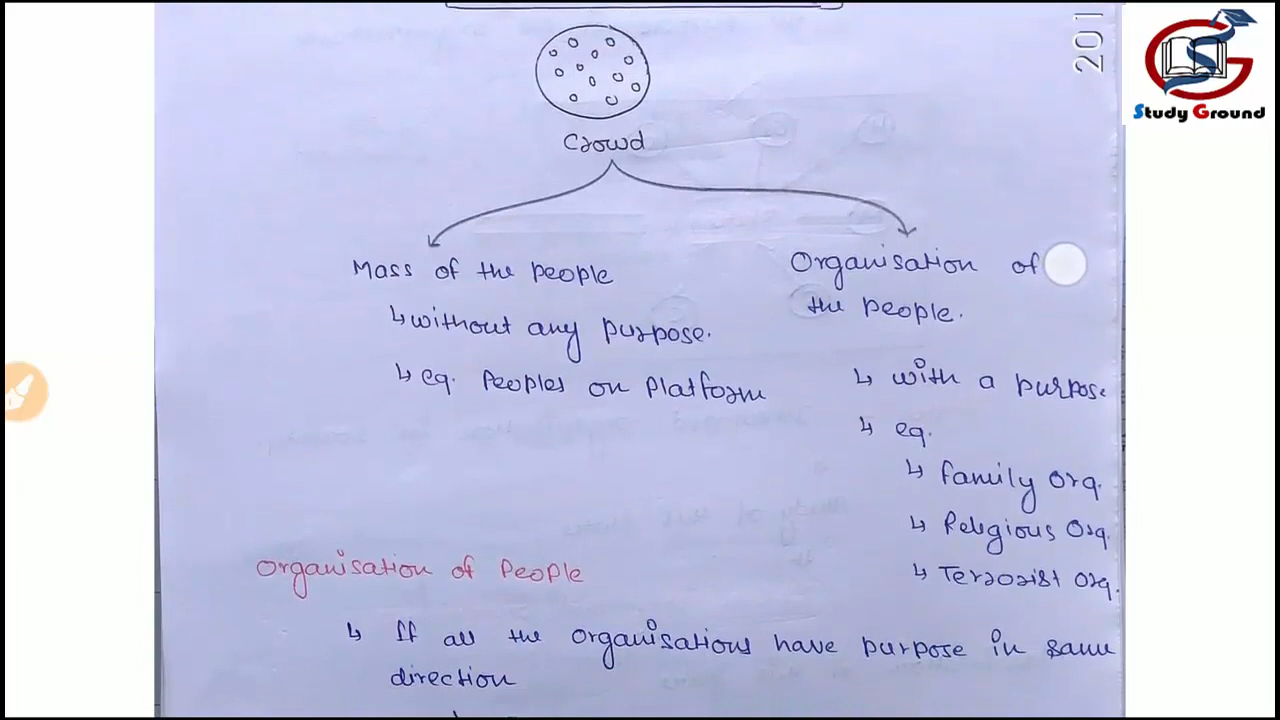 201
Study Ground
Crowd
Mass of the people
↳ without any purpose.
↳ eg. Peoples on Platform
Organisation of
the people.
↳ with a purpose
↳ eg.
↳ family Org.
↳ Religious Org.
↳ Terrorist Org.
Organisation of People
↳ If all the organisations have purpose in same
direction